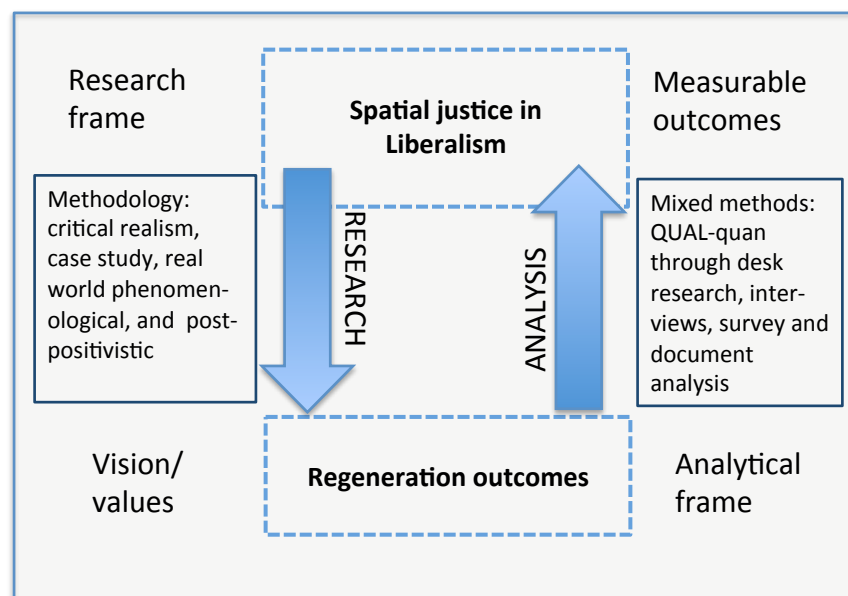 Research
frame
Spatial justice in
Liberalism
Measurable
outcomes
Methodology:
critical realism,
case study, real
world phenomen-
ological, and post-
positivistic
RESEARCH
ANALYSIS
Mixed methods:
QUAL-quan
through desk
research, inter-
views, survey and
document
analysis
Vision/
values
Regeneration outcomes
Analytical
frame